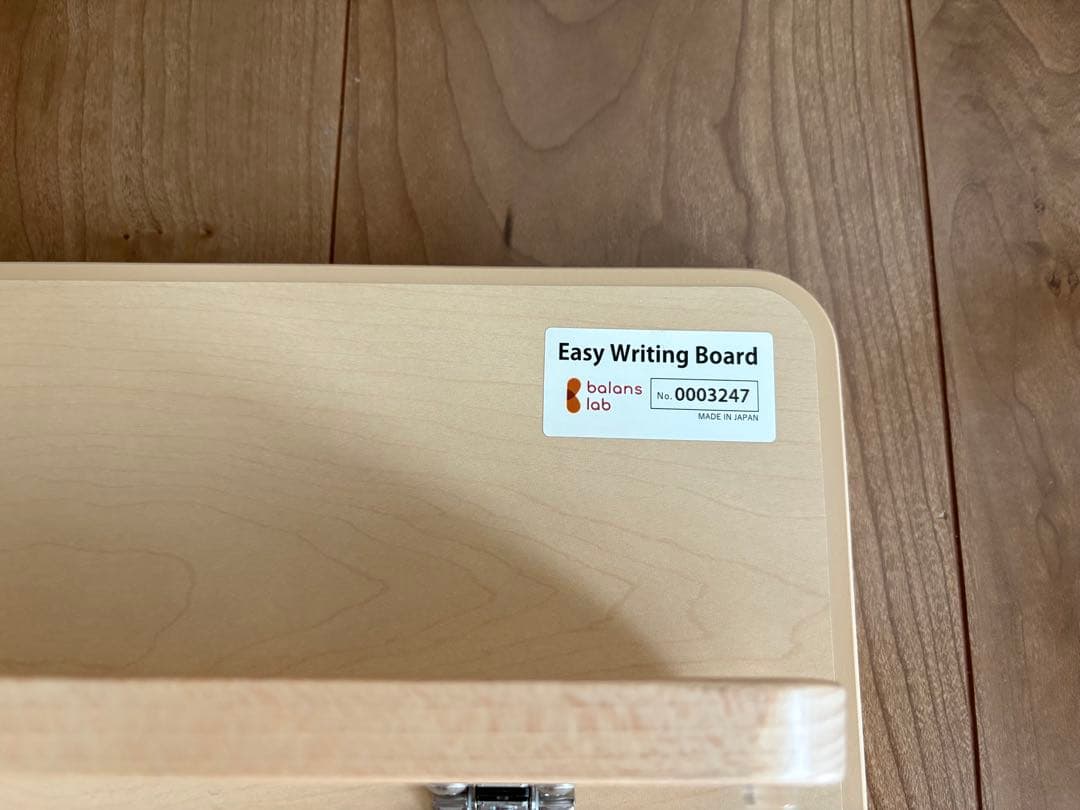 Easy Writing Board
balans
lab
No. 0003247
MADE IN JAPAN